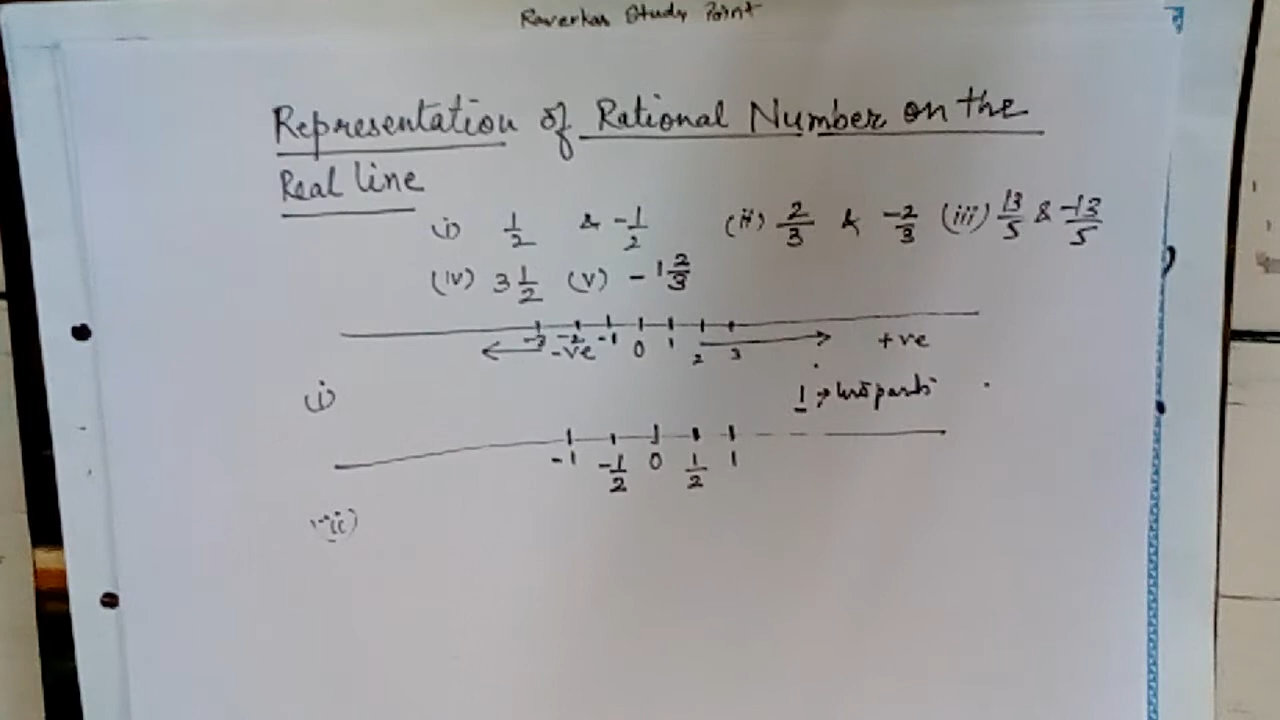 Raverkar Study Point
Representation of Rational Number on the
Real line
(i) 1/2 & -1/2 (ii) 2/3 & -2/3 (iii) 13/5 & -13/5
(iv) 3 1/2 (v) - 1 2/3
-3 -2 -1 0 1 2 3
-ve +ve
(i)
1 → two parts
-1 -1/2 0 1/2 1
(ii)